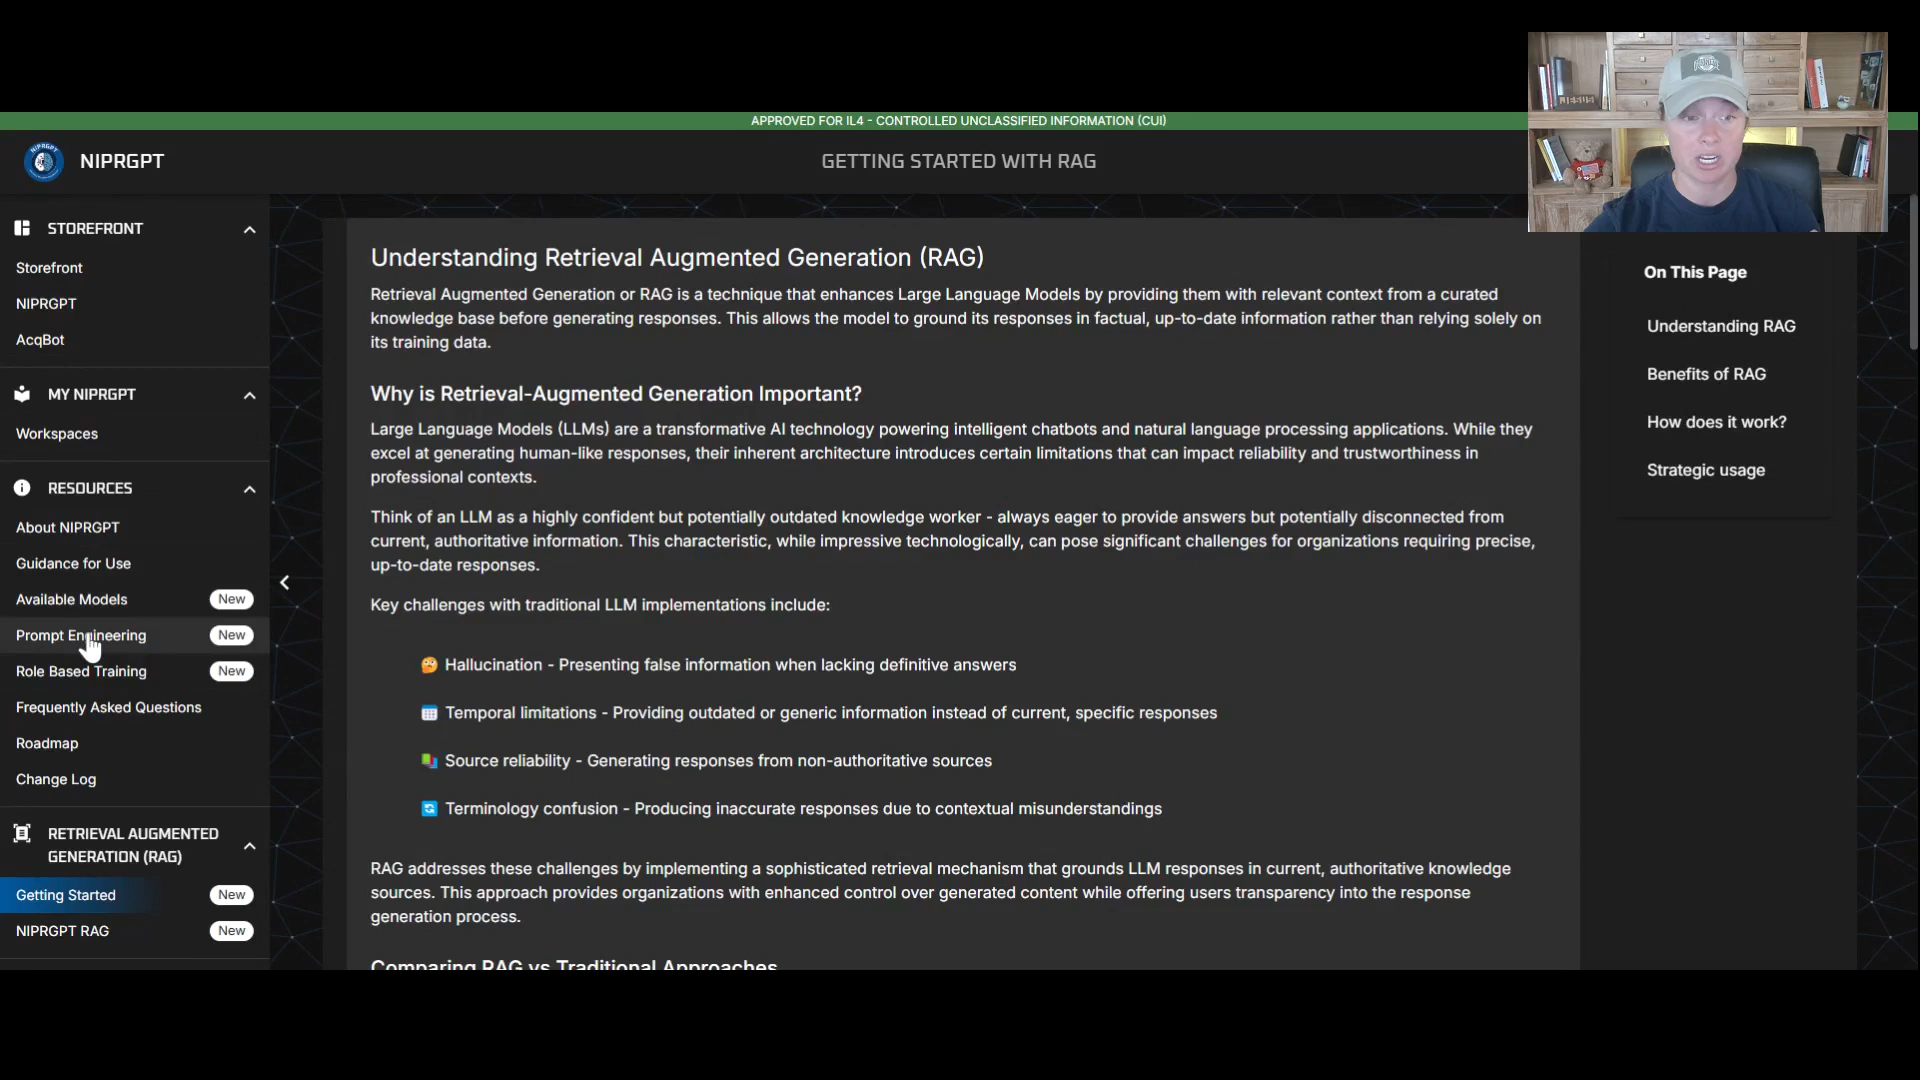 APPROVED FOR IL4 - CONTROLLED UNCLASSIFIED INFORMATION (CUI)
NIPRGPT
NIPRGPT
GETTING STARTED WITH RAG
STOREFRONT
Storefront
NIPRGPT
AcqBot
MY NIPRGPT
Workspaces
RESOURCES
About NIPRGPT
Guidance for Use
Available Models New
Prompt Engineering New
Role Based Training New
Frequently Asked Questions
Roadmap
Change Log
RETRIEVAL AUGMENTED
GENERATION (RAG)
Getting Started New
NIPRGPT RAG New
Understanding Retrieval Augmented Generation (RAG)
Retrieval Augmented Generation or RAG is a technique that enhances Large Language Models by providing them with relevant context from a curated
knowledge base before generating responses. This allows the model to ground its responses in factual, up-to-date information rather than relying solely on
its training data.
Why is Retrieval-Augmented Generation Important?
Large Language Models (LLMs) are a transformative AI technology powering intelligent chatbots and natural language processing applications. While they
excel at generating human-like responses, their inherent architecture introduces certain limitations that can impact reliability and trustworthiness in
professional contexts.
Think of an LLM as a highly confident but potentially outdated knowledge worker - always eager to provide answers but potentially disconnected from
current, authoritative information. This characteristic, while impressive technologically, can pose significant challenges for organizations requiring precise,
up-to-date responses.
Key challenges with traditional LLM implementations include:
Hallucination - Presenting false information when lacking definitive answers
Temporal limitations - Providing outdated or generic information instead of current, specific responses
Source reliability - Generating responses from non-authoritative sources
Terminology confusion - Producing inaccurate responses due to contextual misunderstandings
RAG addresses these challenges by implementing a sophisticated retrieval mechanism that grounds LLM responses in current, authoritative knowledge
sources. This approach provides organizations with enhanced control over generated content while offering users transparency into the response
generation process.
Comparing RAG vs Traditional Approaches
On This Page
Understanding RAG
Benefits of RAG
How does it work?
Strategic usage
JESUS